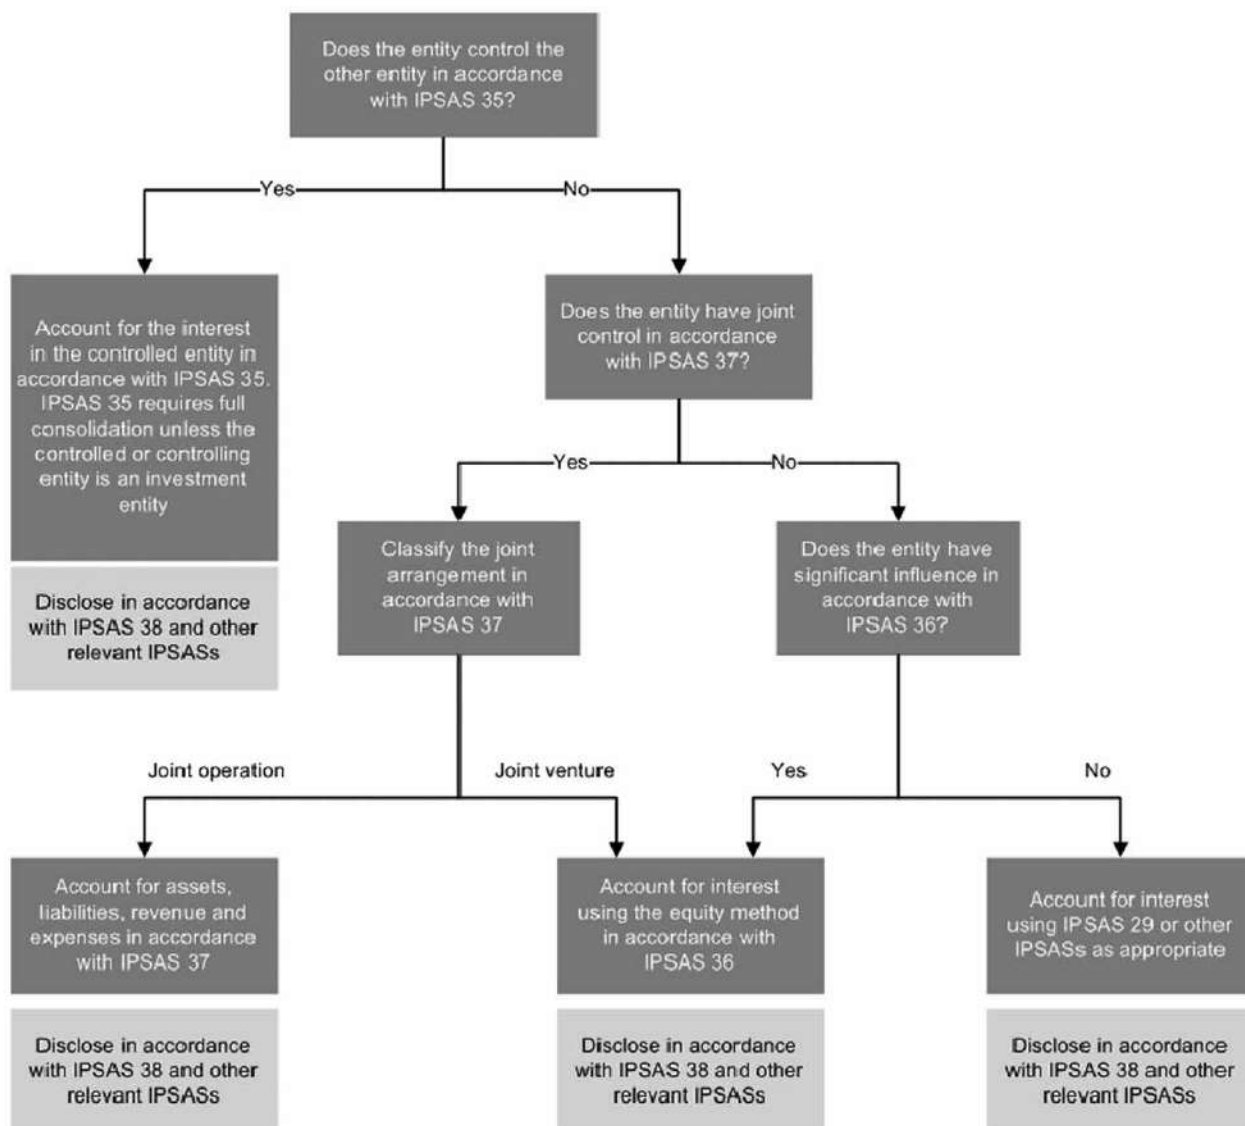 Does the entity control the
other entity in accordance
with IPSAS 35?
Yes
No
Account for the interest
in the controlled entity in
accordance with IPSAS 35.
IPSAS 35 requires full
consolidation unless the
controlled or controlling
entity is an investment
entity
Disclose in accordance
with IPSAS 38 and other
relevant IPSASs
Does the entity have joint
control in accordance
with IPSAS 37?
Yes
No
Classify the joint
arrangement in
accordance with
IPSAS 37
Does the entity have
significant influence in
accordance with
IPSAS 36?
Joint operation
Joint venture
Yes
No
Account for assets,
liabilities, revenue and
expenses in accordance
with IPSAS 37
Disclose in accordance
with IPSAS 38 and other
relevant IPSASs
Account for interest
using the equity method
in accordance with
IPSAS 36
Disclose in accordance
with IPSAS 38 and other
relevant IPSASs
Account for interest
using IPSAS 29 or other
IPSASs as appropriate
Disclose in accordance
with IPSAS 38 and other
relevant IPSASs